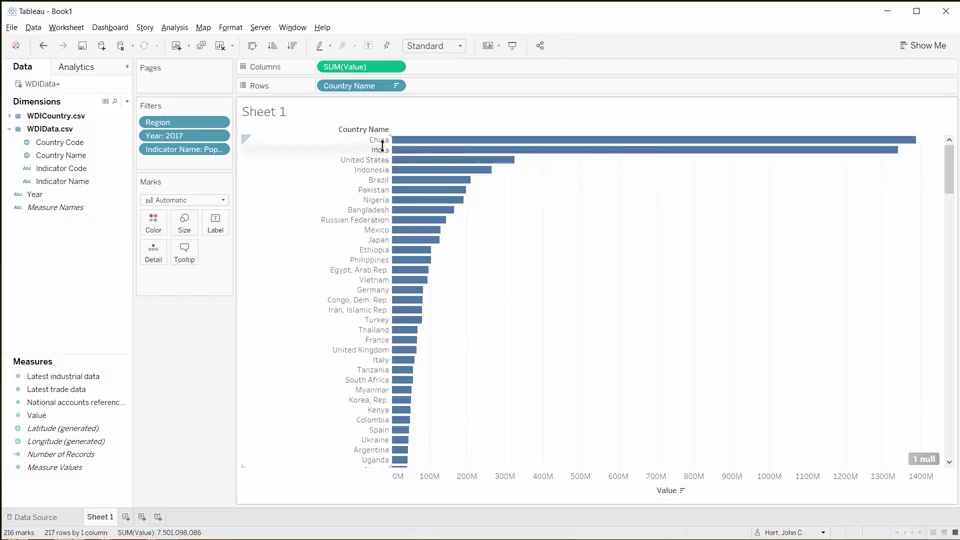 Tableau - Book1
File Data Worksheet Dashboard Story Analysis Map Format Server Window Help
Standard
Show Me
Data Analytics
WDIData+
Dimensions
WDICountry.csv
WDIData.csv
Country Code
Country Name
Indicator Code
Indicator Name
Year
Measure Names
Measures
Latest industrial data
Latest trade data
National accounts referenc...
Value
Latitude (generated)
Longitude (generated)
Number of Records
Measure Values
Pages
Filters
Region
Year: 2017
Indicator Name: Pop..
Marks
Automatic
Color Size Label
Detail Tooltip
Columns SUM(Value)
Rows Country Name
Sheet 1
Country Name
China
India
United States
Indonesia
Brazil
Pakistan
Nigeria
Bangladesh
Russian Federation
Mexico
Japan
Ethiopia
Philippines
Egypt, Arab Rep.
Vietnam
Germany
Congo, Dem. Rep.
Iran, Islamic Rep.
Turkey
Thailand
France
United Kingdom
Italy
Tanzania
South Africa
Myanmar
Korea, Rep.
Kenya
Colombia
Spain
Ukraine
Argentina
Uganda
1 null
0M 100M 200M 300M 400M 500M 600M 700M 800M 900M 1000M 1100M 1200M 1300M 1400M
Value
Data Source Sheet 1
216 marks 217 rows by 1 column SUM(Value): 7,501,098,086
Hart, John C